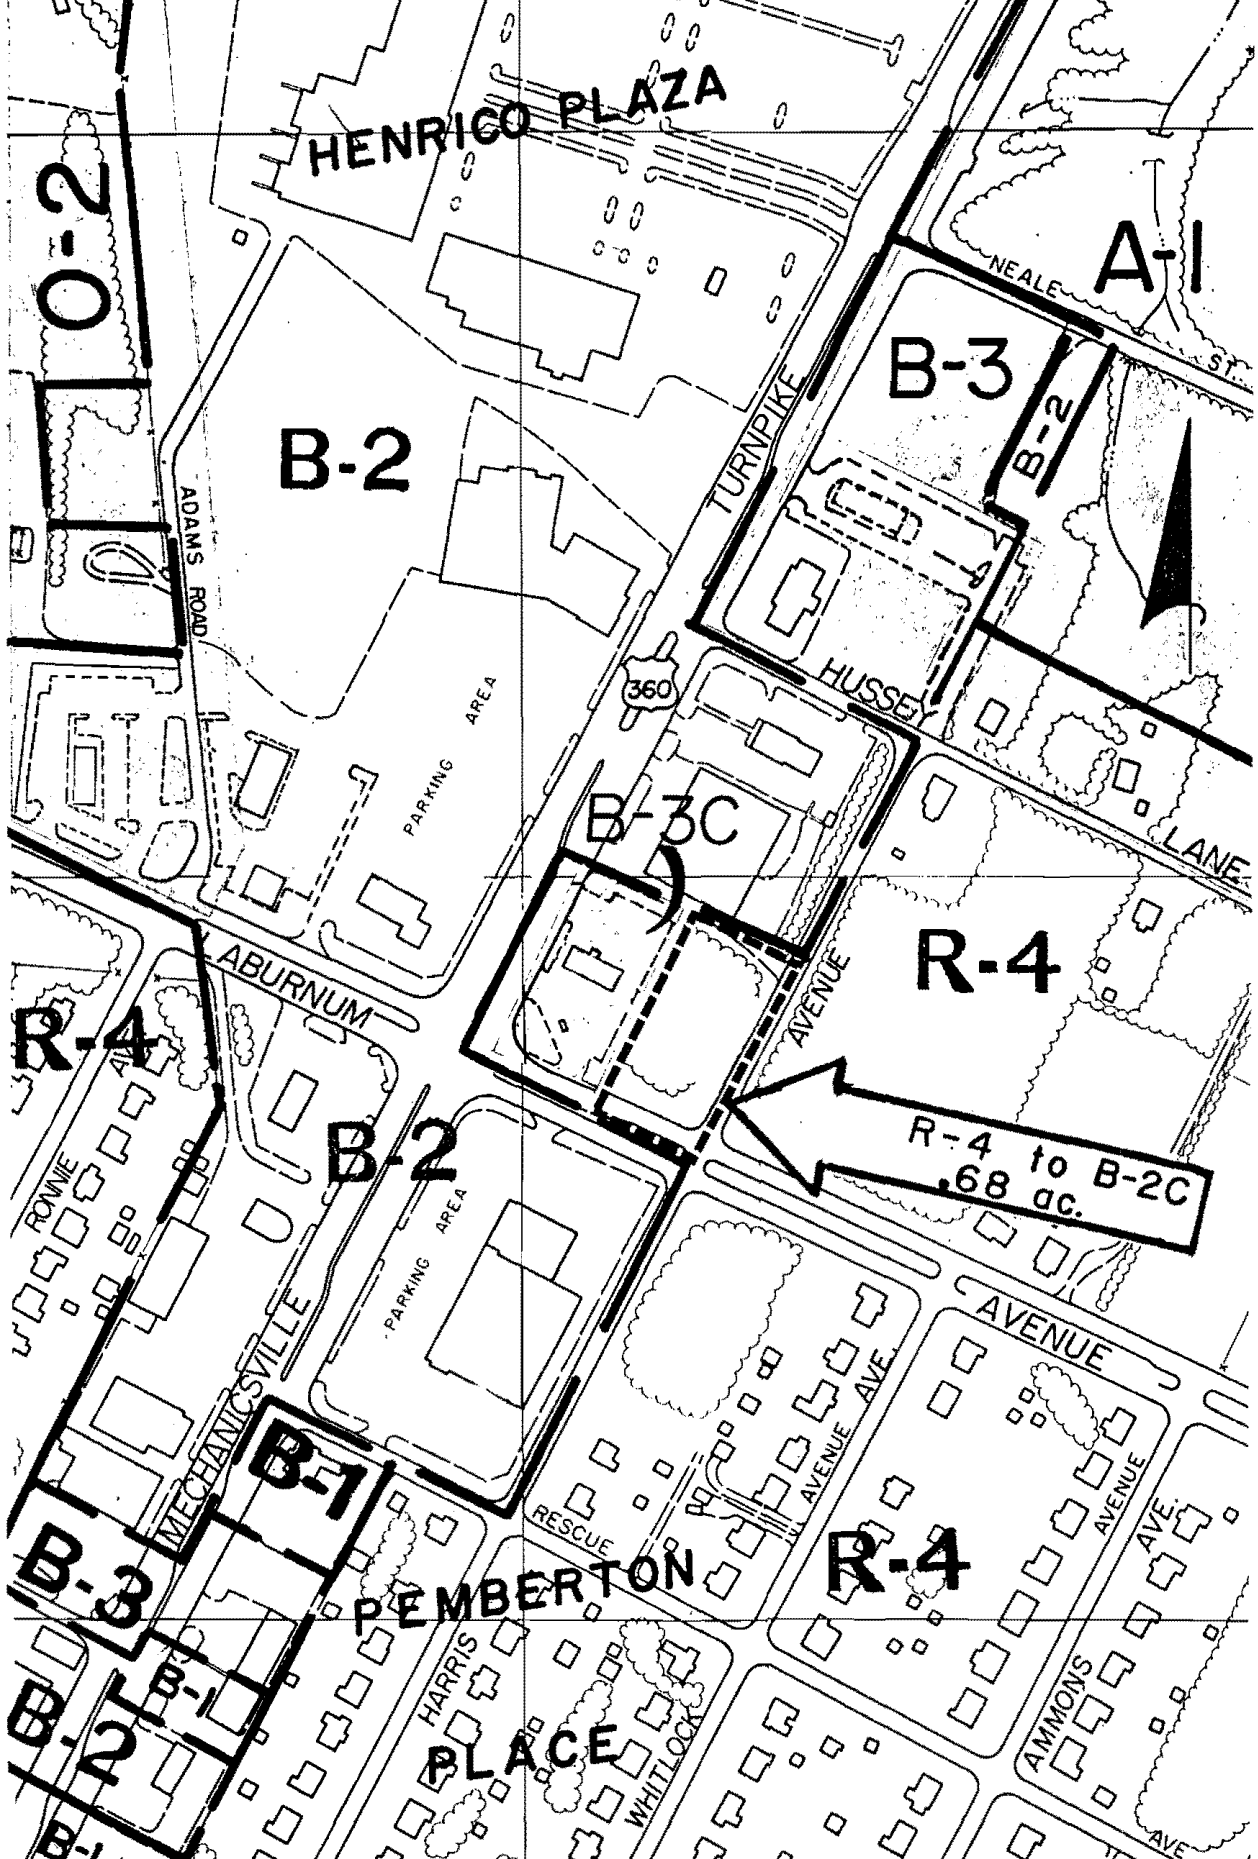 HENRICO PLAZA
O-2
A-1
NEALE
ST.
B-3
B-2
TURNPIKE
B-2
ADAMS ROAD
360
HUSSEY
LANE
PARKING AREA
B-3C
R-4
ABURNUM
AVENUE
R-4
AVE
R-4 to B-2C
.68 ac.
B-2
RONNIE
PARKING AREA
AVENUE
MECHANICSVILLE
AVE.
AVENUE
AVENUE
AVE.
B-1
RESCUE
R-4
B-3
PEMBERTON
PLACE
HARRIS
WHITLOCK
AMMONS
B-1
B-2
B-1
AVE